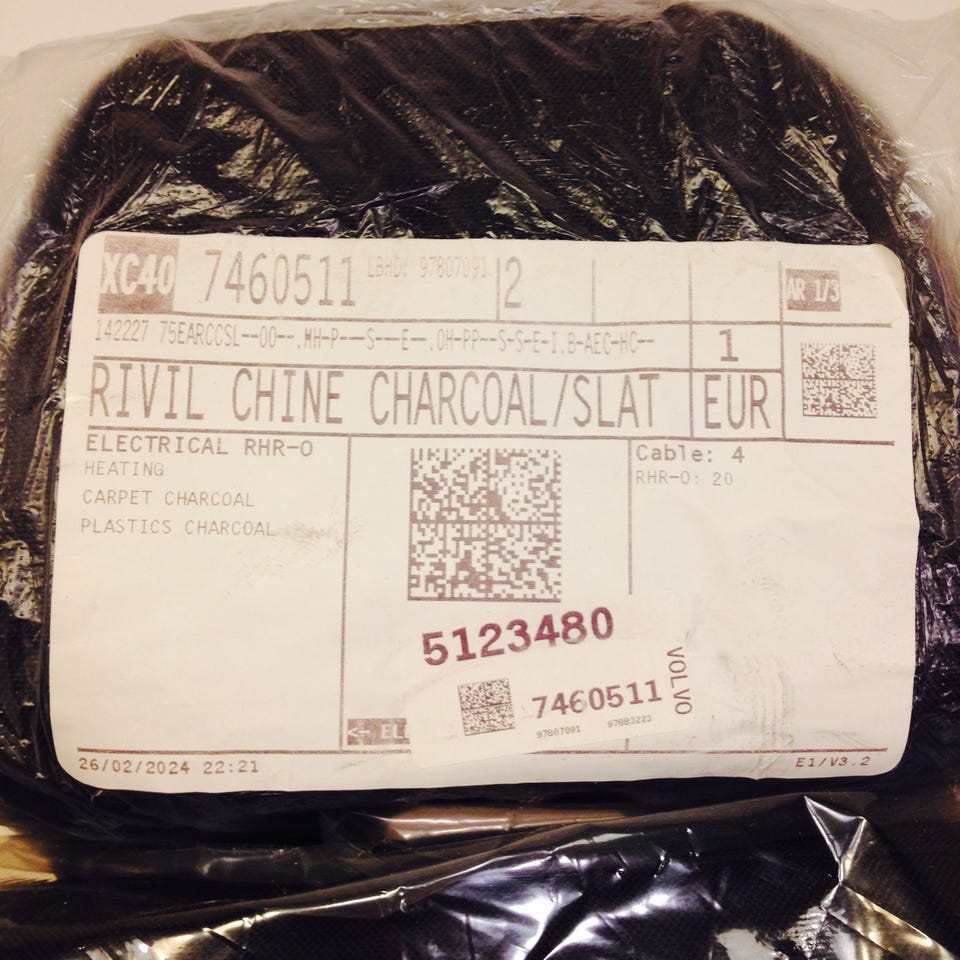 XC40 7460511 LBHD: 97807091 2 AR 1/3
142227 75EARCCSL--00--.MH-P---S---E--.OH-PP--S-S-E-I.B-AEC-HC-- 1
RIVIL CHINE CHARCOAL/SLAT EUR
ELECTRICAL RHR-O
HEATING
CARPET CHARCOAL
PLASTICS CHARCOAL
Cable: 4
RHR-O: 20
5123480
7460511
97807091 97883223
VOLVO
<- EL
26/02/2024 22:21
E1/V3.2